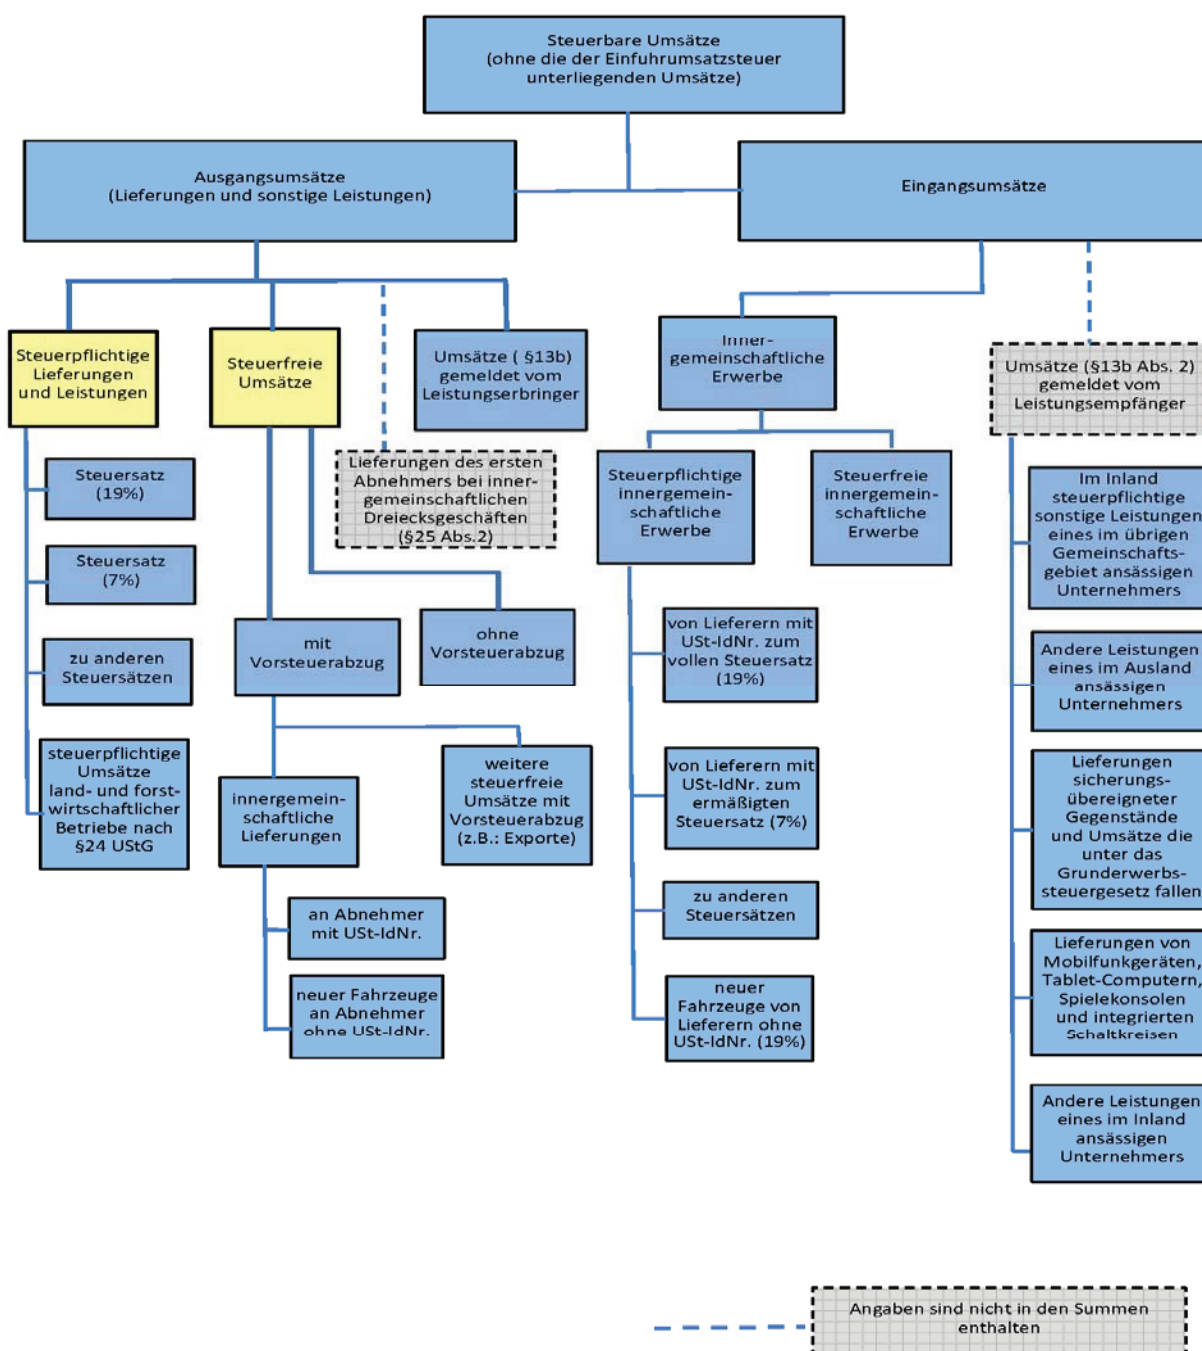 Steuerbare Umsätze
(ohne die der Einfuhrumsatzsteuer
unterliegenden Umsätze)
Ausgangsumsätze
(Lieferungen und sonstige Leistungen)
Eingangsumsätze
Steuerpflichtige
Lieferungen
und Leistungen
Steuerfreie
Umsätze
Umsätze ( §13b)
gemeldet vom
Leistungserbringer
Inner-
gemeinschaftliche
Erwerbe
Umsätze (§13b Abs. 2)
gemeldet vom
Leistungsempfänger
Lieferungen des ersten
Abnehmers bei inner-
gemeinschaftlichen
Dreiecksgeschäften
(§25 Abs.2)
Steuersatz
(19%)
Steuersatz
(7%)
zu anderen
Steuersätzen
steuerpflichtige
Umsätze
land- und forst-
wirtschaftlicher
Betriebe nach
§24 UStG
mit
Vorsteuerabzug
ohne
Vorsteuerabzug
innergemein-
schaftliche
Lieferungen
weitere
steuerfreie
Umsätze mit
Vorsteuerabzug
(z.B.: Exporte)
an Abnehmer
mit USt-IdNr.
neuer Fahrzeuge
an Abnehmer
ohne USt-IdNr.
Steuerpflichtige
innergemein-
schaftliche
Erwerbe
Steuerfreie
innergemein-
schaftliche
Erwerbe
von Lieferern mit
USt-IdNr. zum
vollen Steuersatz
(19%)
von Lieferern mit
USt-IdNr. zum
ermäßigten
Steuersatz (7%)
zu anderen
Steuersätzen
neuer
Fahrzeuge von
Lieferern ohne
USt-IdNr. (19%)
Im Inland
steuerpflichtige
sonstige Leistungen
eines im übrigen
Gemeinschafts-
gebiet ansässigen
Unternehmers
Andere Leistungen
eines im Ausland
ansässigen
Unternehmers
Lieferungen
sicherungs-
übereigneter
Gegenstände
und Umsätze die
unter das
Grunderwerbs-
steuergesetz fallen
Lieferungen von
Mobilfunkgeräten,
Tablet-Computern,
Spielekonsolen
und integrierten
Schaltkreisen
Andere Leistungen
eines im Inland
ansässigen
Unternehmers
Angaben sind nicht in den Summen
enthalten